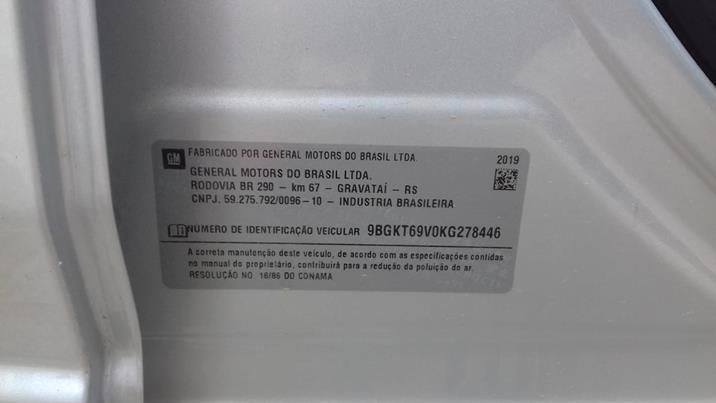 GM FABRICADO POR GENERAL MOTORS DO BRASIL LTDA. 2019
GENERAL MOTORS DO BRASIL LTDA.
RODOVIA BR 290 - km 67 - GRAVATAÍ - RS
CNPJ. 59.275.792/0096-10 - INDUSTRIA BRASILEIRA
NÚMERO DE IDENTIFICAÇÃO VEICULAR 9BGKT69V0KG278446
A correta manutenção deste veículo, de acordo com as especificações contidas
no manual do proprietário, contribuirá para a redução da poluição do ar.
RESOLUÇÃO NO. 16/86 DO CONAMA